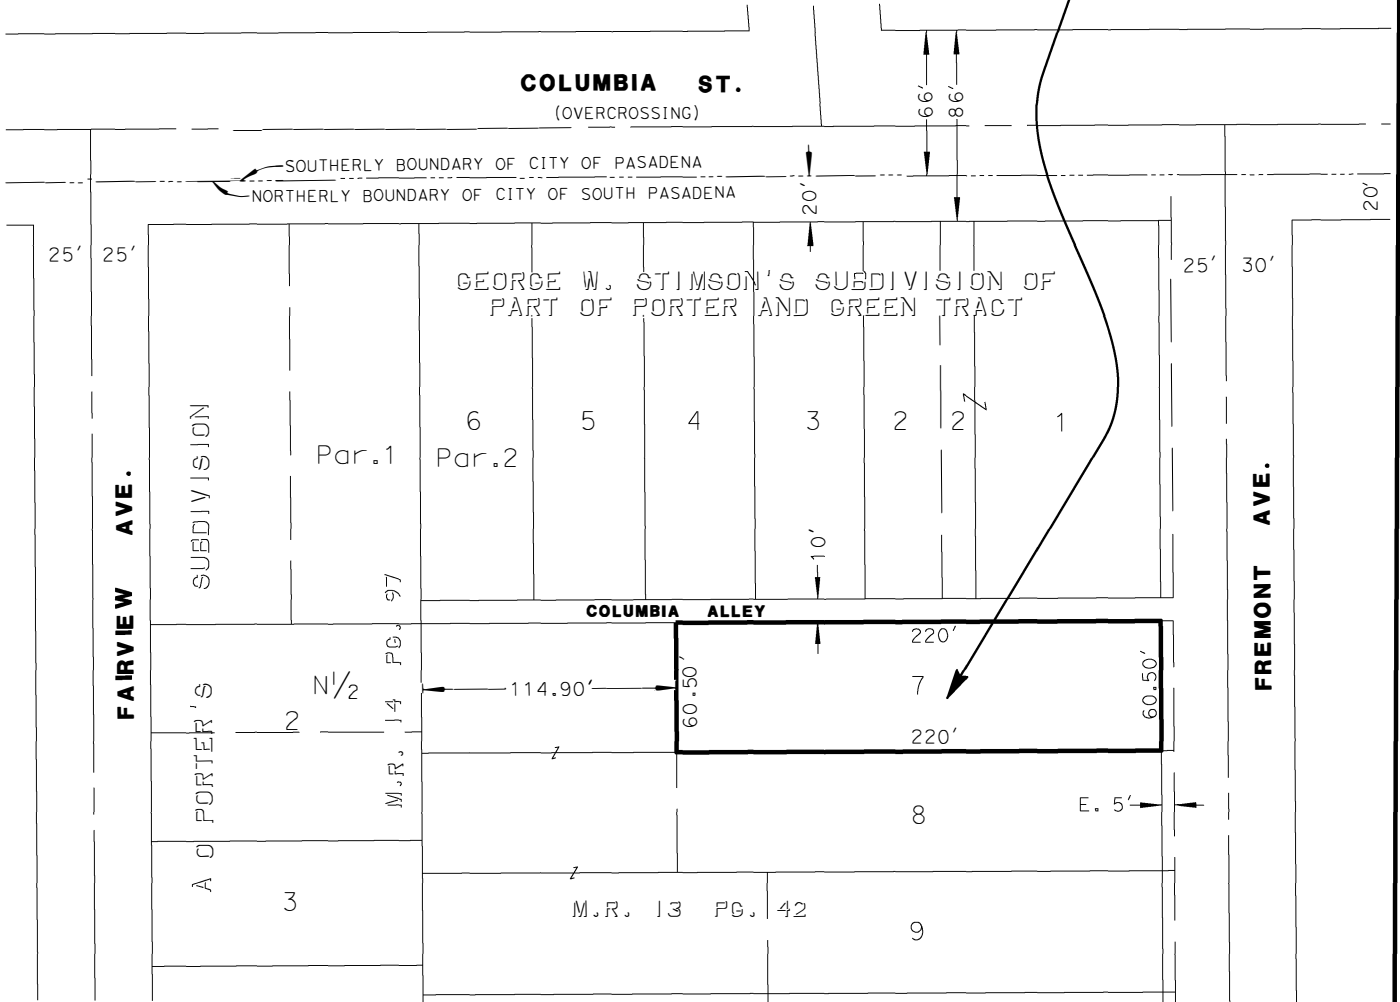 COLUMBIA ST.
(OVERCROSSING)
66'
86'
SOUTHERLY BOUNDARY OF CITY OF PASADENA
NORTHERLY BOUNDARY OF CITY OF SOUTH PASADENA
20'
20'
25' 25'
25' 30'
GEORGE W. STIMSON'S SUBDIVISION OF
PART OF PORTER AND GREEN TRACT
6 5 4 3 2 2 1
Par.1 Par.2
FAIRVIEW AVE.
A O PORTER'S SUBDIVISION
M.R. 14 PG. 97
FREMONT AVE.
10'
COLUMBIA ALLEY
220'
N1/2
2
114.90'
60.50'
7
60.50'
220'
E. 5'
8
3
M.R. 13 PG. 42
9